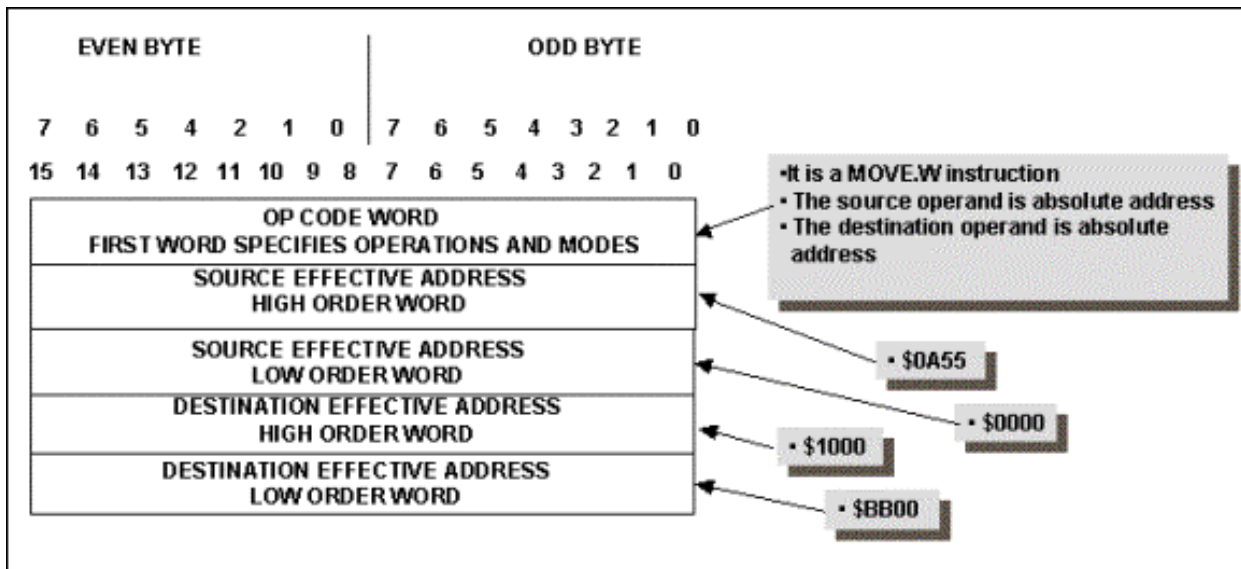 EVEN BYTE ODD BYTE
7 6 5 4 2 1 0 7 6 5 4 3 2 1 0
15 14 13 12 11 10 9 8 7 6 5 4 3 2 1 0
OP CODE WORD
FIRST WORD SPECIFIES OPERATIONS AND MODES
SOURCE EFFECTIVE ADDRESS
HIGH ORDER WORD
SOURCE EFFECTIVE ADDRESS
LOW ORDER WORD
DESTINATION EFFECTIVE ADDRESS
HIGH ORDER WORD
DESTINATION EFFECTIVE ADDRESS
LOW ORDER WORD
▪It is a MOVE.W instruction
▪ The source operand is absolute address
▪ The destination operand is absolute
address
▪ $0A55
▪ $0000
▪ $1000
▪ $BB00